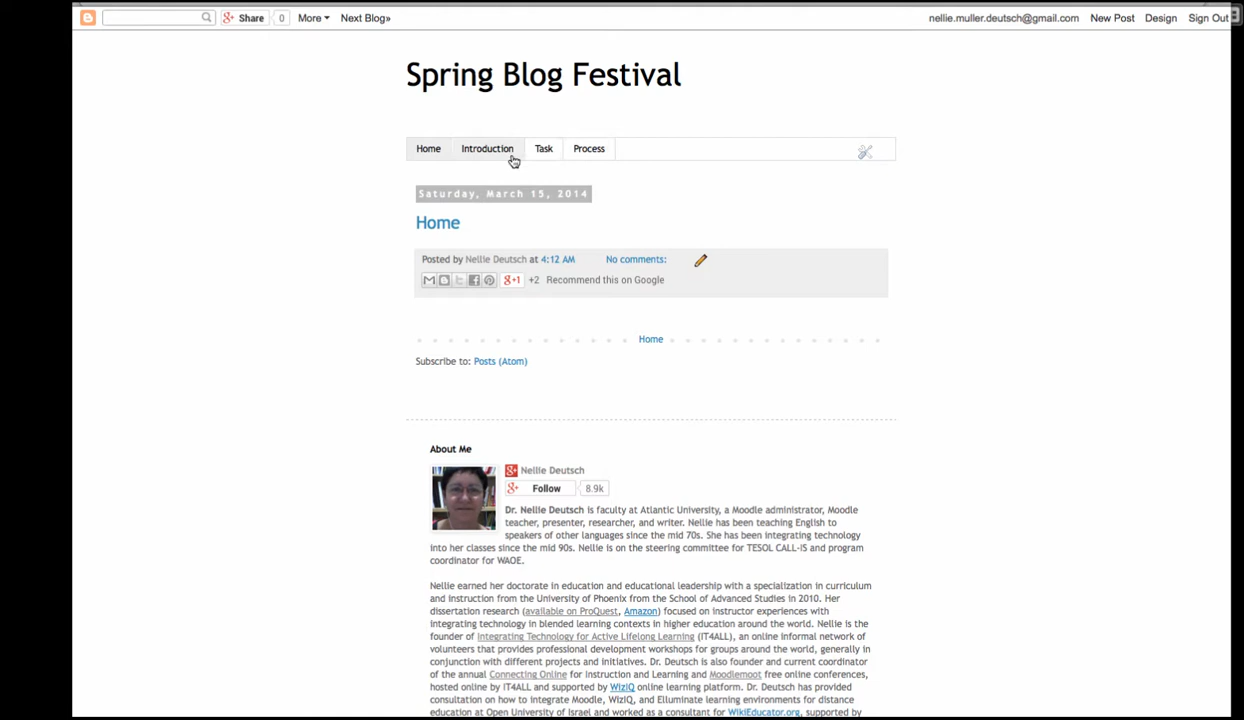 Share 0 More Next Blog» nellie.muller.deutsch@gmail.com New Post Design Sign Out
Spring Blog Festival
Home Introduction Task Process
Saturday, March 15, 2014
Home
Posted by Nellie Deutsch at 4:12 AM No comments:
+1 +2 Recommend this on Google
Home
Subscribe to: Posts (Atom)
About Me
Nellie Deutsch
Follow 8.9k
Dr. Nellie Deutsch is faculty at Atlantic University, a Moodle administrator, Moodle
teacher, presenter, researcher, and writer. Nellie has been teaching English to
speakers of other languages since the mid 70s. She has been integrating technology
into her classes since the mid 90s. Nellie is on the steering committee for TESOL CALL-IS and program
coordinator for WAOE.
Nellie earned her doctorate in education and educational leadership with a specialization in curriculum
and instruction from the University of Phoenix from the School of Advanced Studies in 2010. Her
dissertation research (available on ProQuest, Amazon) focused on instructor experiences with
integrating technology in blended learning contexts in higher education around the world. Nellie is the
founder of Integrating Technology for Active Lifelong Learning (IT4ALL), an online informal network of
volunteers that provides professional development workshops for groups around the world, generally in
conjunction with different projects and initiatives. Dr. Deutsch is also founder and current coordinator
of the annual Connecting Online for Instruction and Learning and Moodlemoot free online conferences,
hosted online by IT4ALL and supported by WizIQ online learning platform. Dr. Deutsch has provided
consultation on how to integrate Moodle, WizIQ, and Elluminate learning environments for distance
education at Open University of Israel and worked as a consultant for WikiEducator.org, supported by